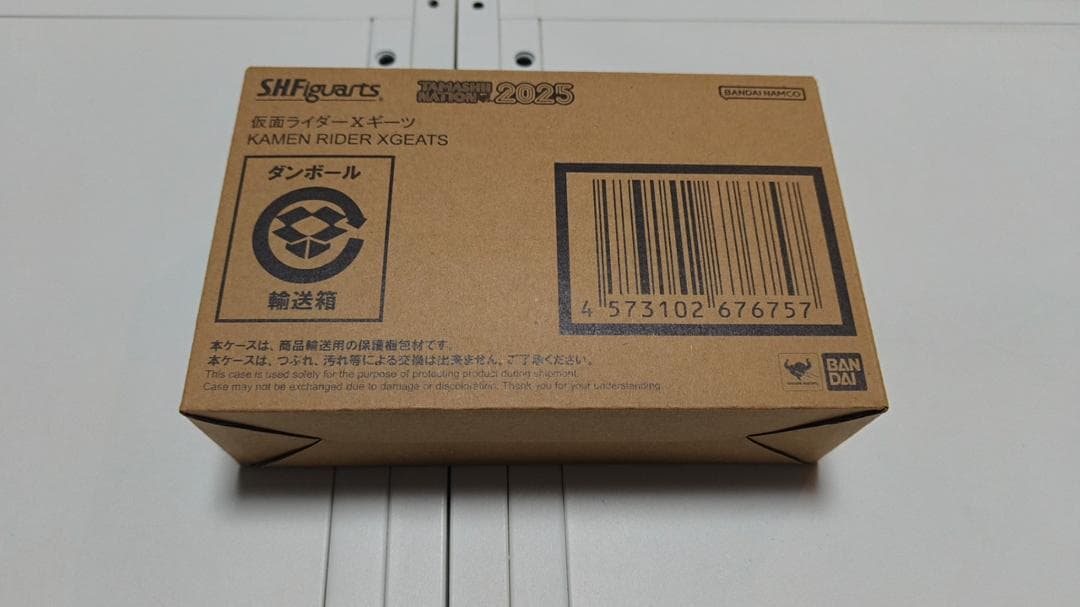 S.H.Figuarts
TAMASHII NATION 2025
BANDAI NAMCO
仮面ライダーXギーツ
KAMEN RIDER XGEATS
ダンボール
輸送箱
4 573102 676757
本ケースは、商品輸送用の保護梱包材です。
本ケースは、つぶれ、汚れ等による交換は出来ません、ご了承ください。
This case is used solely for the purpose of protecting product during shipment.
Case may not be exchanged due to damage or discoloration. Thank you for your understanding.
BAN
DAI